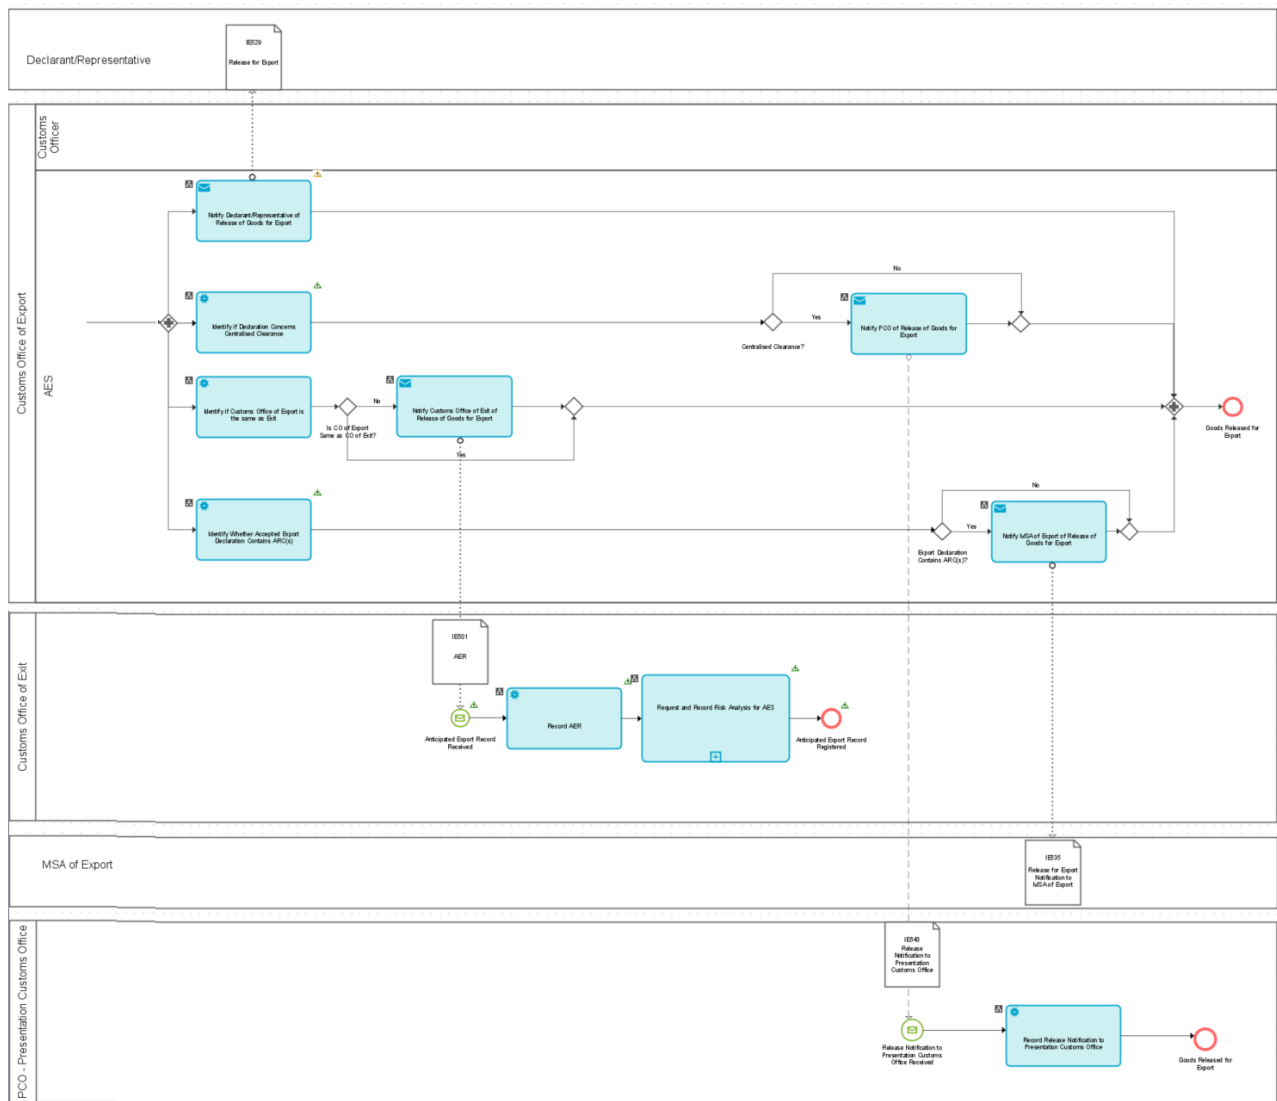 IE529
Release for Export
Declarant/Representative
Customs Office of Export
Customs
Officer
AES
Notify Declarant/Representative of
Release of Goods for Export
Identify if Declaration Concerns
Centralised Clearance
No
Yes
Centralised Clearance?
Notify PCO of Release of Goods for
Export
Identify if Customs Office of Export is
the same as Exit
No
Is CO of Export
Same as CO of Exit?
Yes
Notify Customs Office of Exit of
Release of Goods for Export
Goods Released for
Export
Identify Whether Accepted Export
Declaration Contains ARC(s)
No
Yes
Export Declaration
Contains ARC(s)?
Notify MSA of Export of Release of
Goods for Export
Customs Office of Exit
IE501
AER
Anticipated Export Record
Received
Record AER
Request and Record Risk Analysis for AES
Anticipated Export Record
Registered
MSA of Export
IE535
Release for Export
Notification to
MSA of Export
PCO - Presentation Customs Office
IE543
Release
Notification to
Presentation
Customs Office
Release Notification to
Presentation Customs
Office Received
Record Release Notification to
Presentation Customs Office
Goods Released for
Export